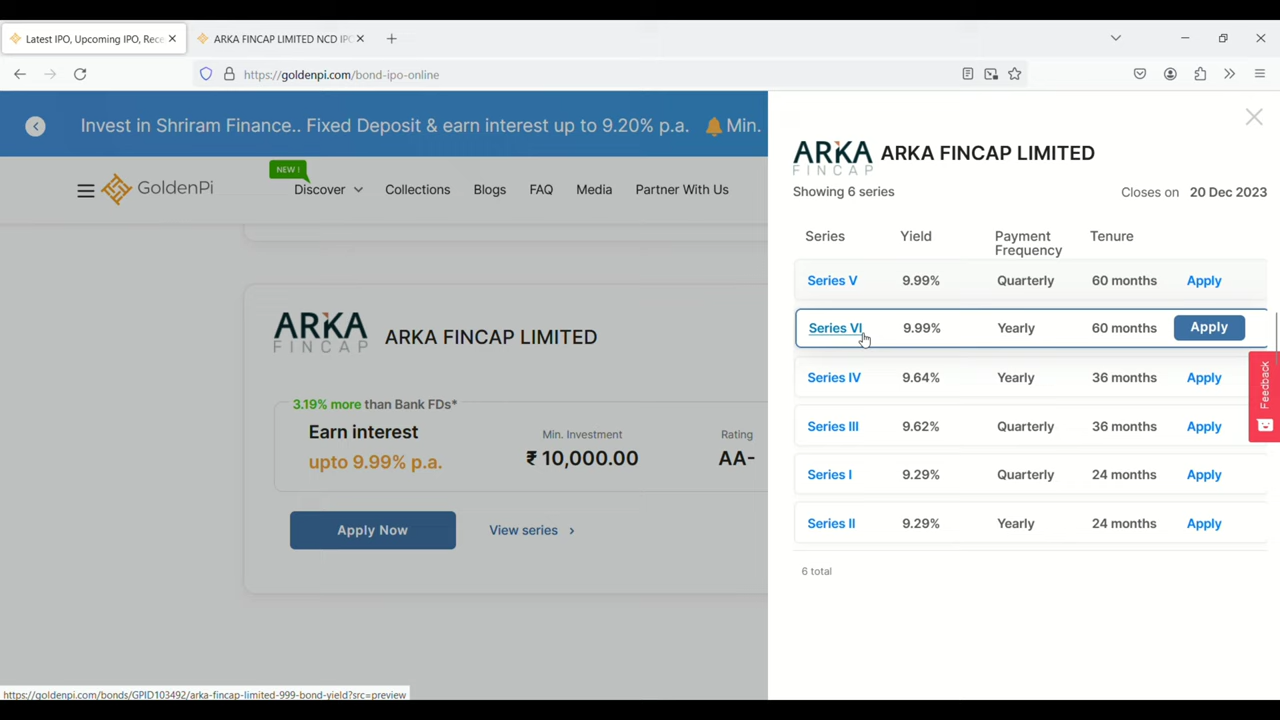 Latest IPO, Upcoming IPO, Rece
ARKA FINCAP LIMITED NCD IPO
https://goldenpi.com/bond-ipo-online
Invest in Shriram Finance.. Fixed Deposit & earn interest up to 9.20% p.a. Min.
NEW !
GoldenPi
Discover
Collections
Blogs
FAQ
Media
Partner With Us
ARKA FINCAP
ARKA FINCAP LIMITED
3.19% more than Bank FDs*
Earn interest
upto 9.99% p.a.
Min. Investment
₹ 10,000.00
Rating
AA-
Apply Now
View series
ARKA FINCAP
ARKA FINCAP LIMITED
Showing 6 series
Closes on 20 Dec 2023
Series Yield Payment Frequency Tenure
Series V 9.99% Quarterly 60 months Apply
Series VI 9.99% Yearly 60 months Apply
Series IV 9.64% Yearly 36 months Apply
Series III 9.62% Quarterly 36 months Apply
Series I 9.29% Quarterly 24 months Apply
Series II 9.29% Yearly 24 months Apply
6 total
Feedback
https://goldenpi.com/bonds/GPID103492/arka-fincap-limited-999-bond-yield?src=preview